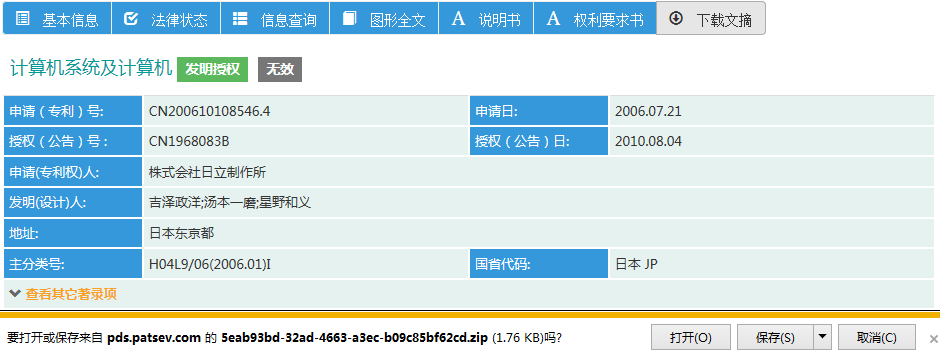 基本信息 法律状态 信息查询 图形全文 说明书 权利要求书 下载文摘
计算机系统及计算机 发明授权 无效
申请（专利）号: CN200610108546.4 申请日: 2006.07.21
授权（公告）号： CN1968083B 授权（公告）日: 2010.08.04
申请(专利权)人: 株式会社日立制作所
发明(设计)人: 吉泽政洋;汤本一磨;星野和义
地址: 日本东京都
主分类号: H04L9/06(2006.01)I 国省代码: 日本 JP
查看其它著录项
要打开或保存来自 pds.patsev.com 的 5eab93bd-32ad-4663-a3ec-b09c85bf62cd.zip (1.76 KB)吗? 打开(O) 保存(S) 取消(C)